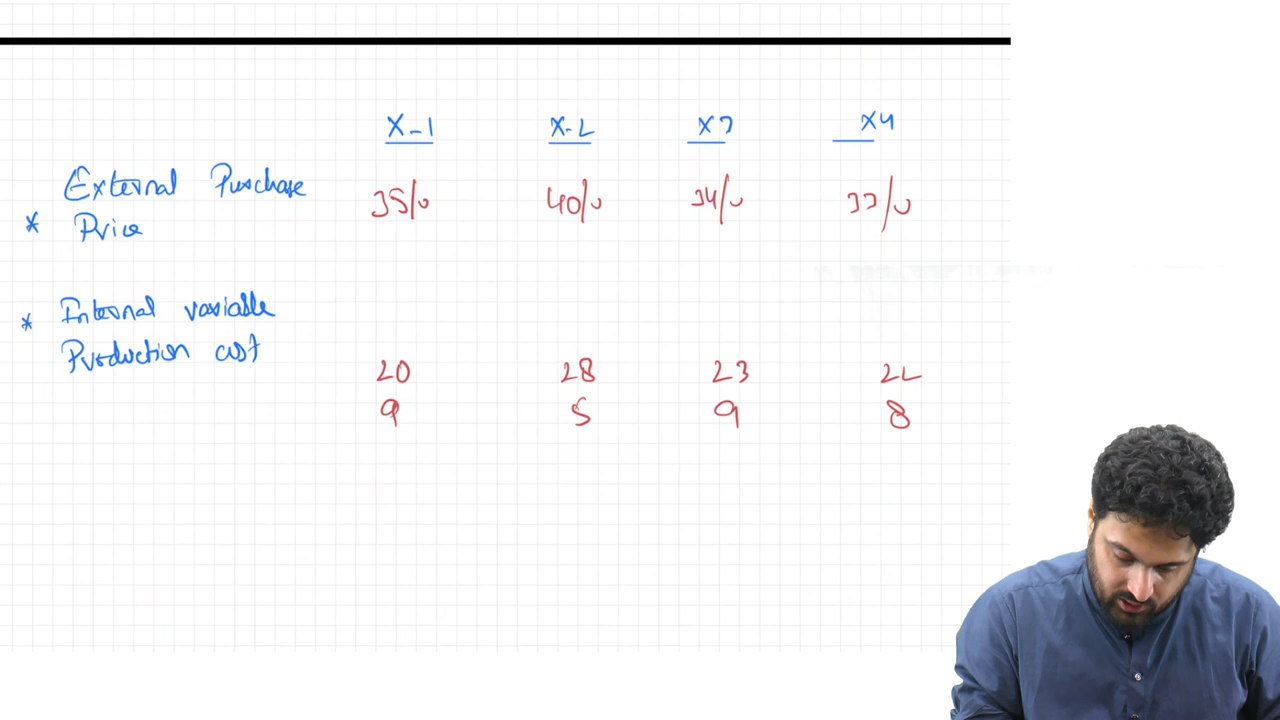 X-1 X-2 X3 X4
External Purchase
* Price
35/u 40/u 34/u 33/u
* Internal variable
Production cost
20 28 23 22
9 5 9 8